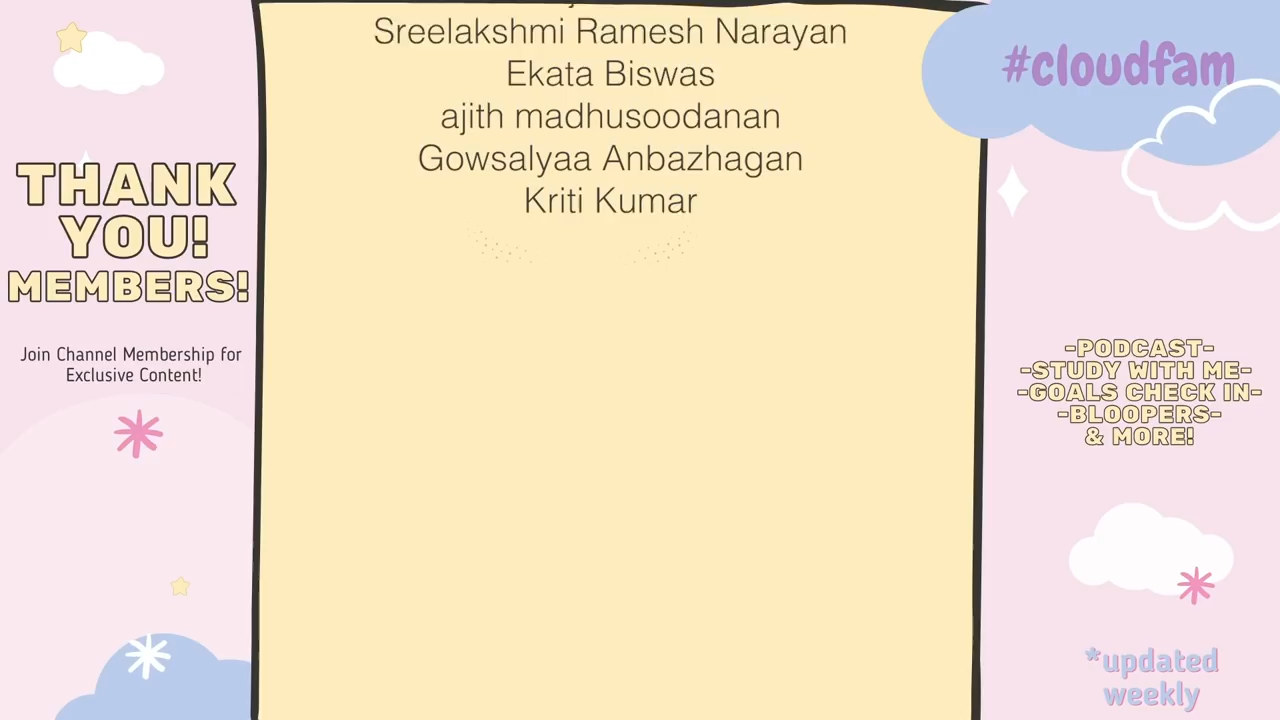 THANK
YOU!
MEMBERS!
Join Channel Membership for
Exclusive Content!
Sreelakshmi Ramesh Narayan
Ekata Biswas
ajith madhusoodanan
Gowsalyaa Anbazhagan
Kriti Kumar
#cloudfam
-PODCAST-
-STUDY WITH ME-
-GOALS CHECK IN-
-BLOOPERS-
& MORE!
*updated
weekly